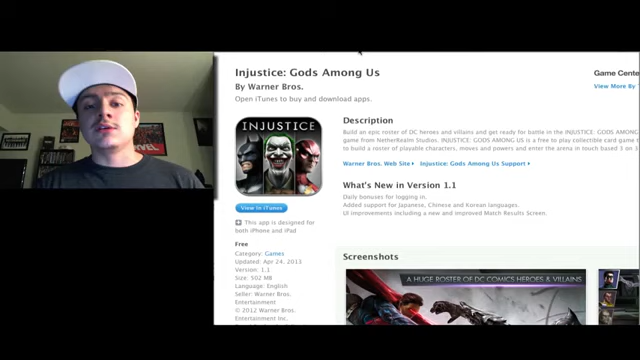 Injustice: Gods Among Us
By Warner Bros.
Open iTunes to buy and download apps.
Game Center
View More By
INJUSTICE
View In iTunes
This app is designed for
both iPhone and iPad
Free
Category: Games
Updated: Apr 24, 2013
Version: 1.1
Size: 502 MB
Language: English
Seller: Warner Bros.
Entertainment
© 2012 Warner Bros.
Entertainment Inc.
Description
Build an epic roster of DC heroes and villains and get ready for battle in the INJUSTICE: GODS AMONG
game from NetherRealm Studios. INJUSTICE: GODS AMONG US is a free to play collectible card game
to build a roster of playable characters, moves and powers and enter the arena in touch based 3 on
Warner Bros. Web Site
Injustice: Gods Among Us Support
What's New in Version 1.1
Daily bonuses for logging in.
Added support for Japanese, Chinese and Korean languages.
UI improvements including a new and improved Match Results Screen.
Screenshots
A HUGE ROSTER OF DC COMICS HEROES & VILLAINS